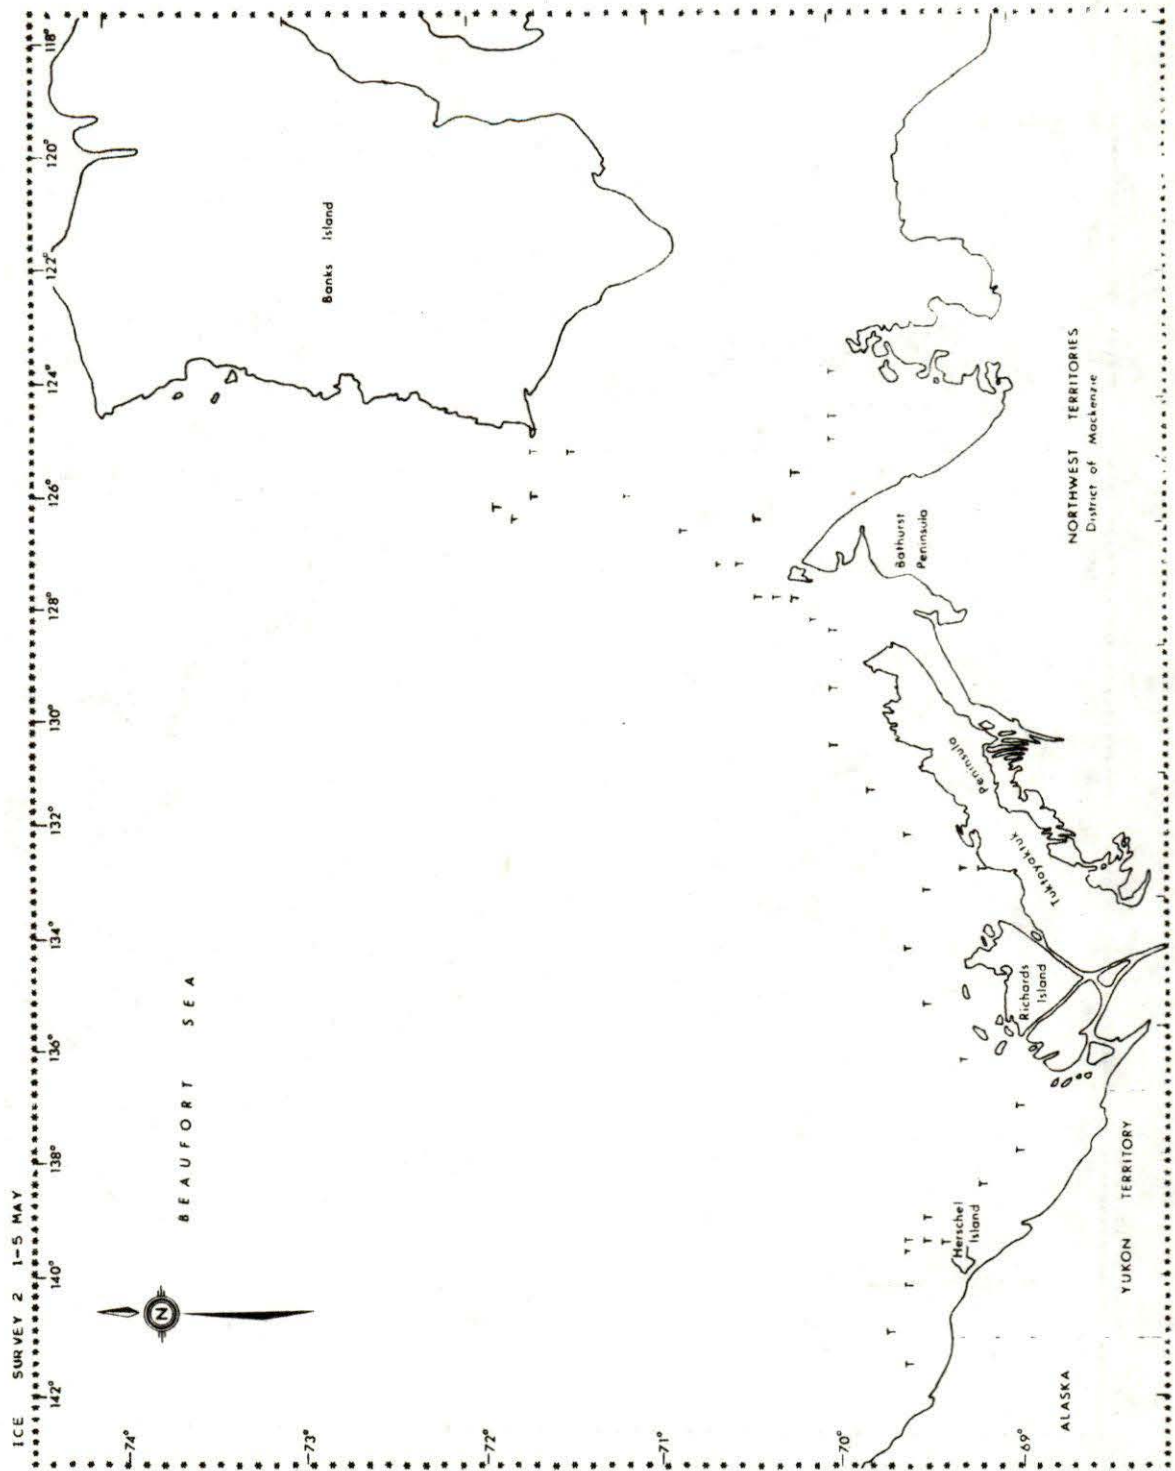 ICE SURVEY 2 1-5 MAY
142°
140°
138°
136°
134°
132°
130°
128°
126°
124°
122°
120°
118°
74°
73°
72°
71°
70°
69°
N
BEAUFORT SEA
Banks Island
Bathurst
Peninsula
NORTHWEST TERRITORIES
District of Mackenzie
Tuktoyaktuk Peninsula
Richards
Island
Herschel
Island
YUKON TERRITORY
ALASKA
T T T T T T T T T T T T T T T T T T T T T T T T T T T T T T T T T T T T T T T T T T T T